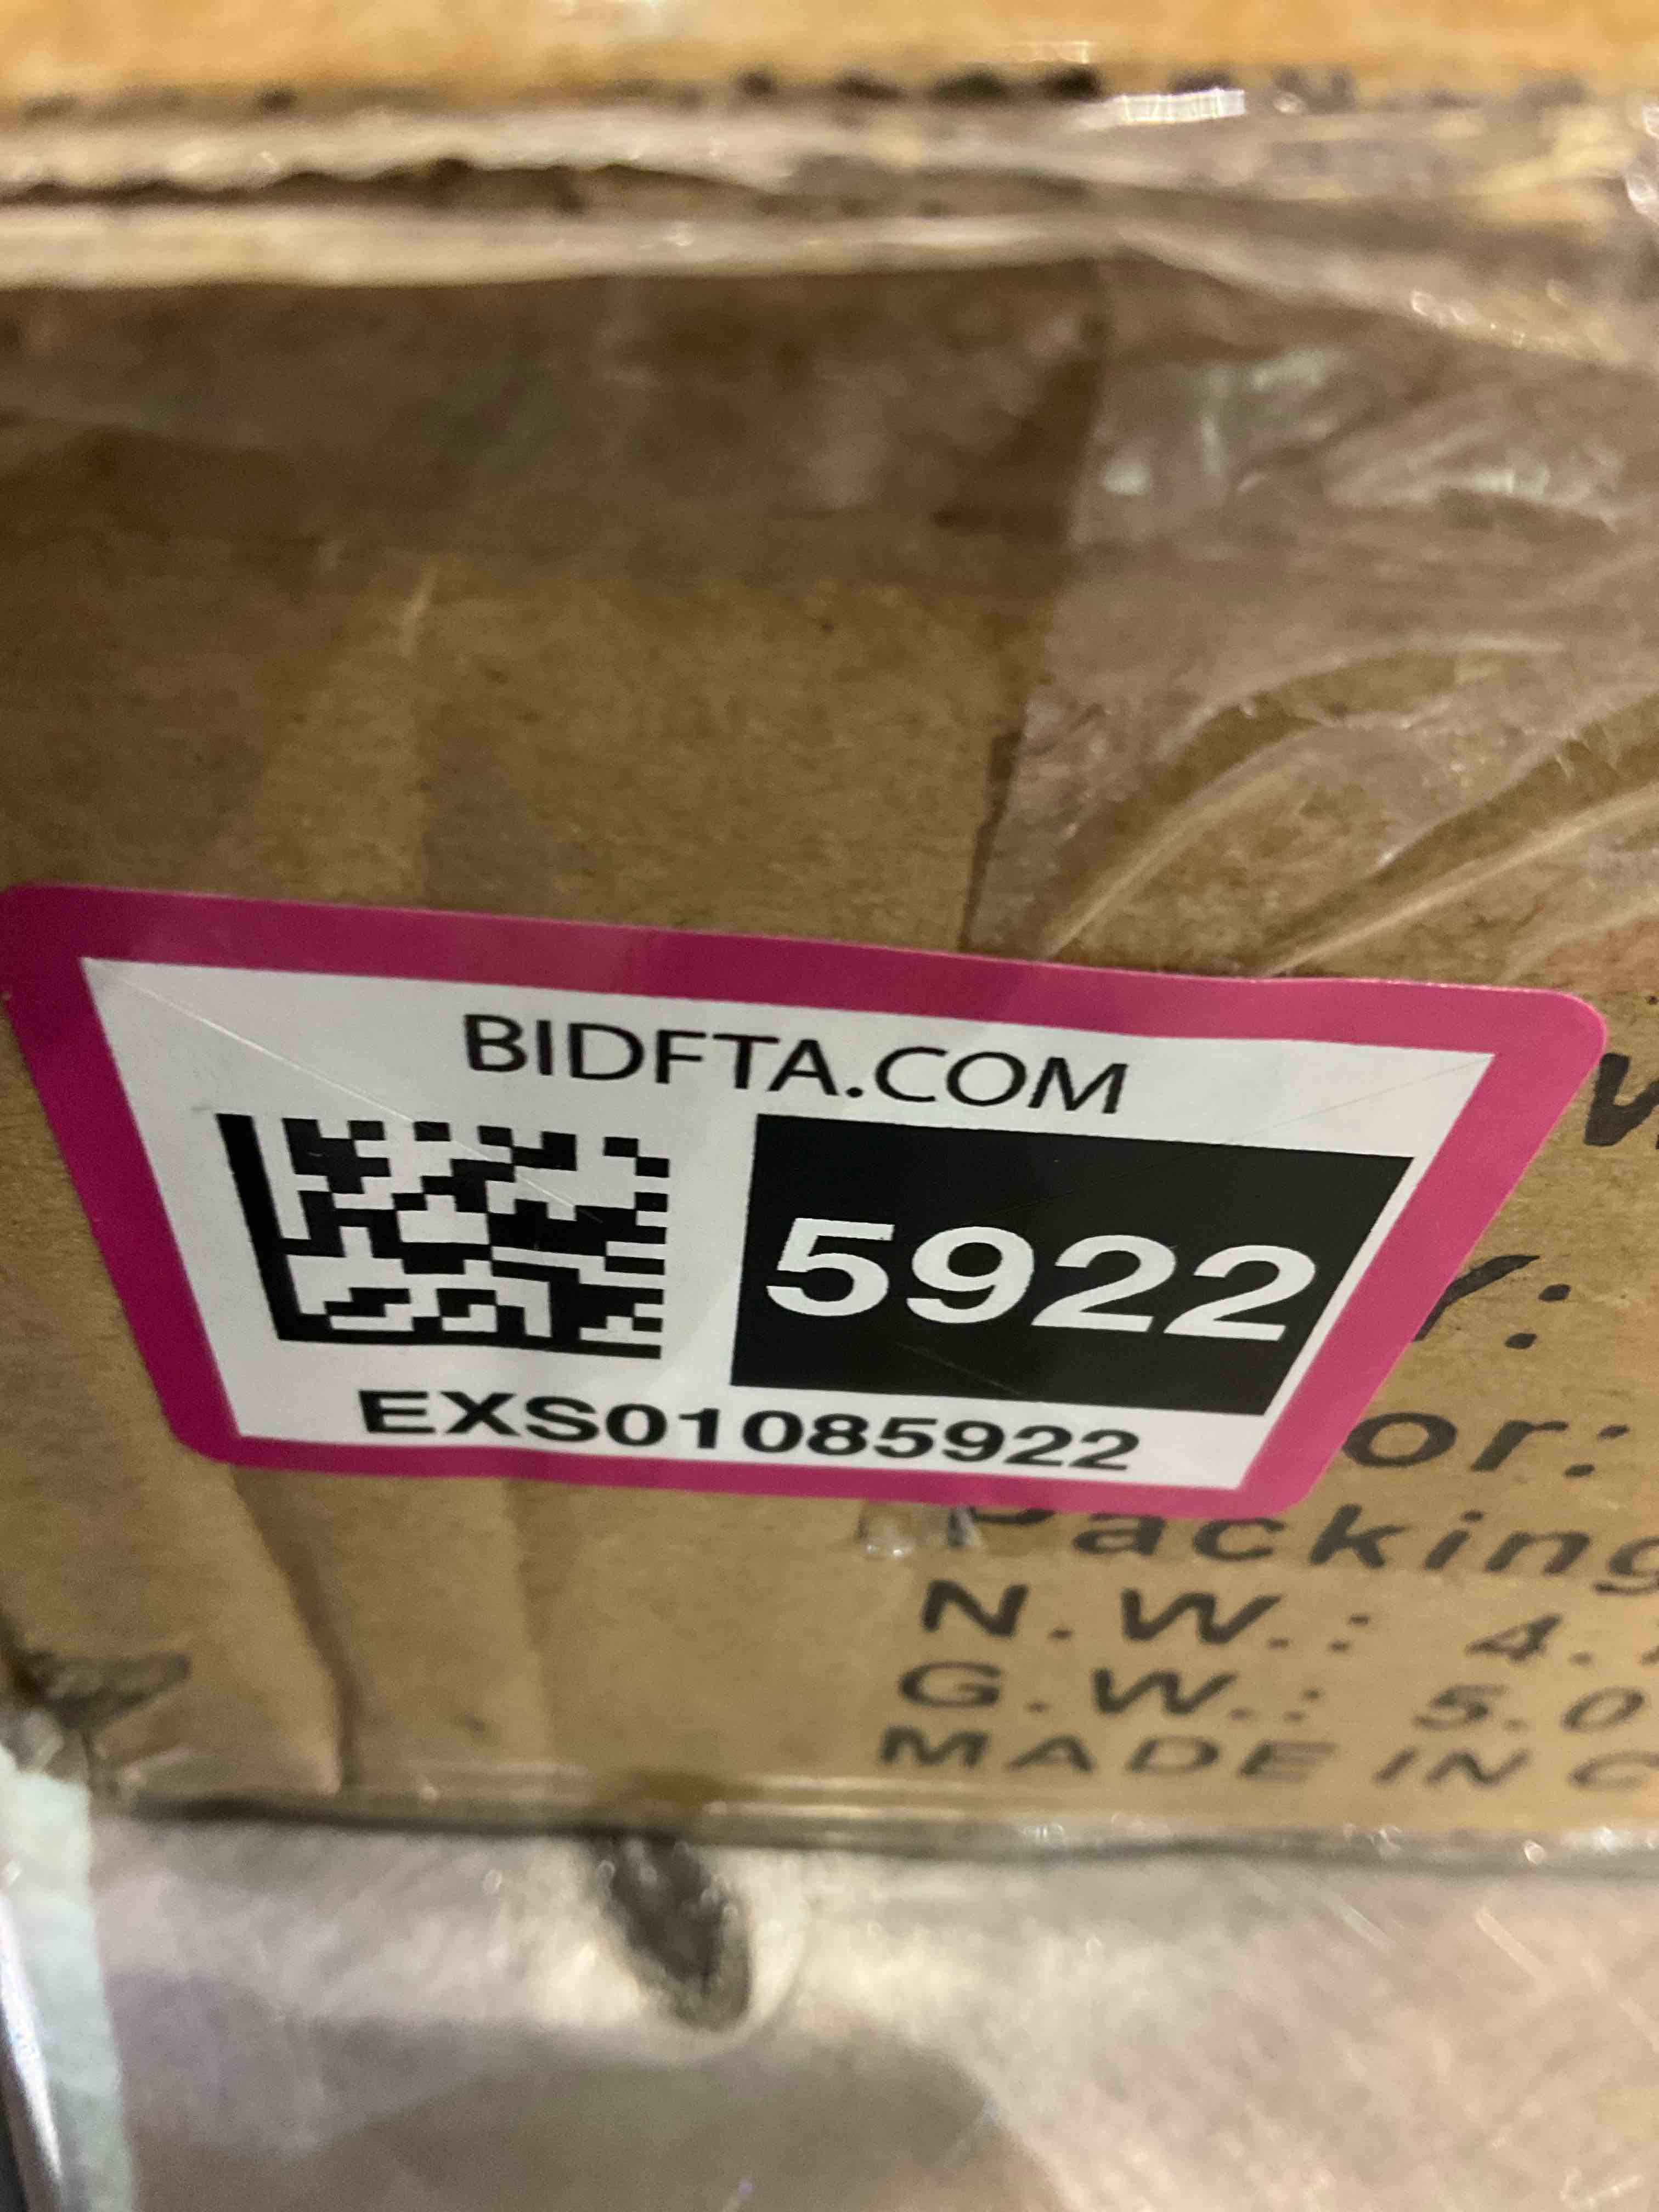 BIDFTA.COM
5922
EXS01085922
Packing
N.W.: 4.
G.W.: 5.0
MADE IN C